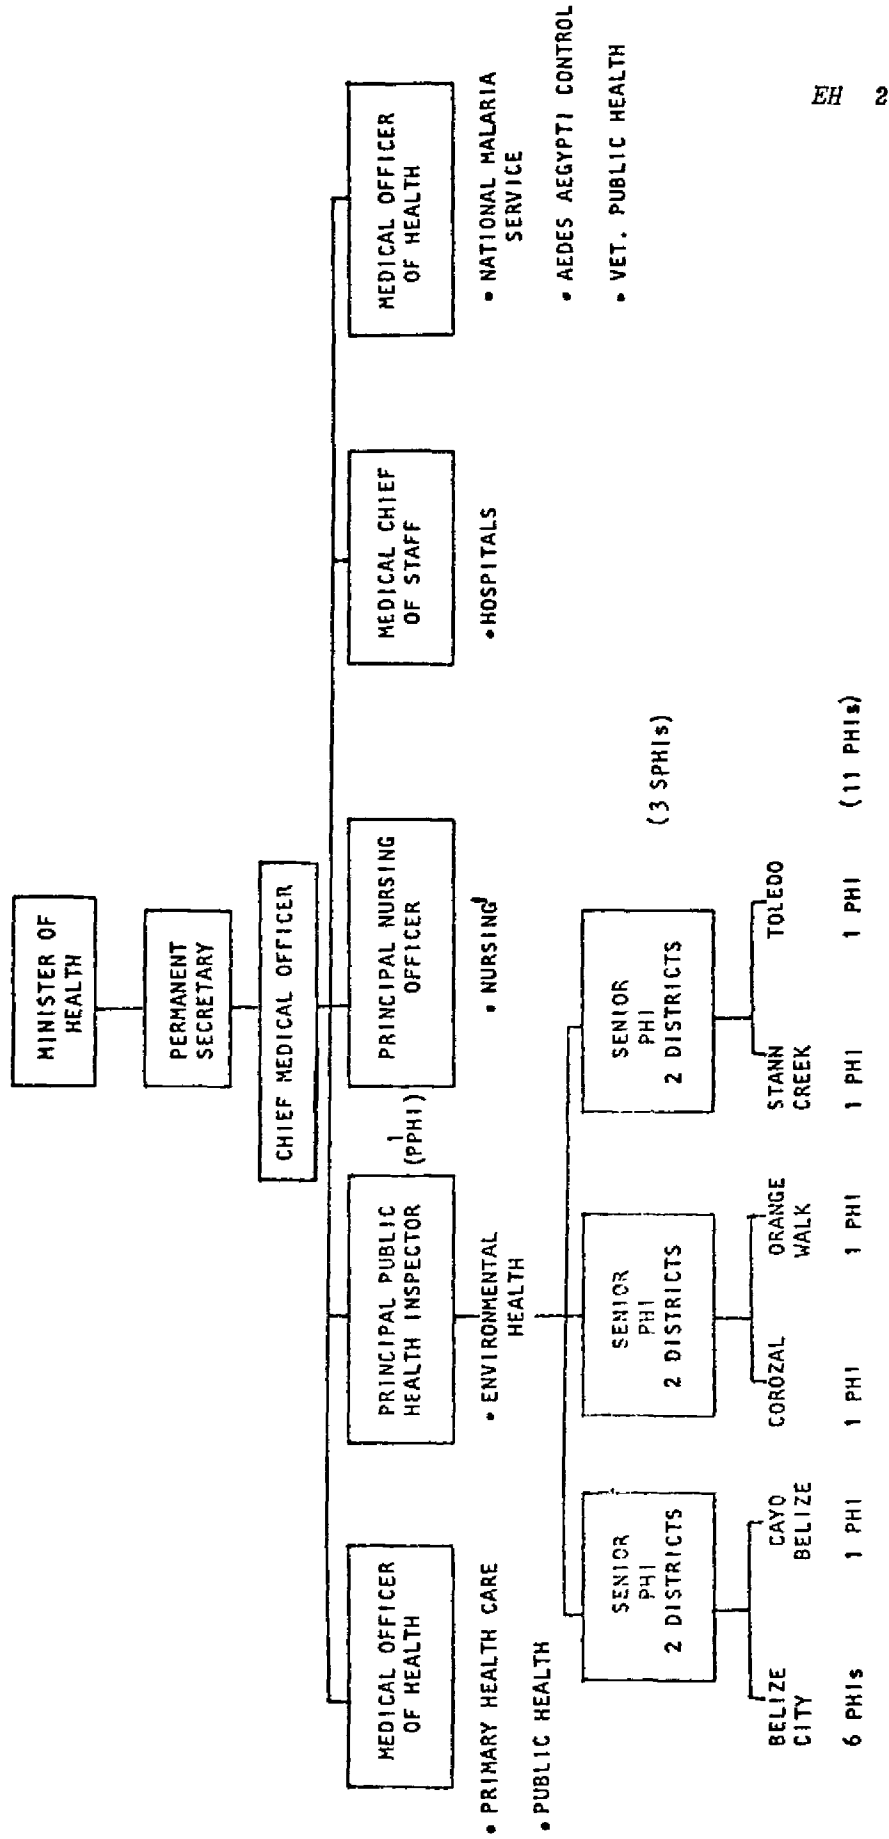 MINISTER OF
HEALTH
PERMANENT
SECRETARY
CHIEF MEDICAL OFFICER
MEDICAL OFFICER
OF HEALTH
• PRIMARY HEALTH CARE
• PUBLIC HEALTH
PRINCIPAL PUBLIC
HEALTH INSPECTOR
1
(PPHI)
• ENVIRONMENTAL
HEALTH
PRINCIPAL NURSING
OFFICER
• NURSING
MEDICAL CHIEF
OF STAFF
• HOSPITALS
MEDICAL OFFICER
OF HEALTH
• NATIONAL MALARIA
SERVICE
• AEDES AEGYPTI CONTROL
• VET. PUBLIC HEALTH
SENIOR
PHI
2 DISTRICTS
SENIOR
PHI
2 DISTRICTS
SENIOR
PHI
2 DISTRICTS
(3 SPHIs)
BELIZE
CITY
CAYO
BELIZE
COROZAL
ORANGE
WALK
STANN
CREEK
TOLEDO
6 PHIs
1 PHI
1 PHI
1 PHI
1 PHI
1 PHI
(11 PHIs)
EH 2